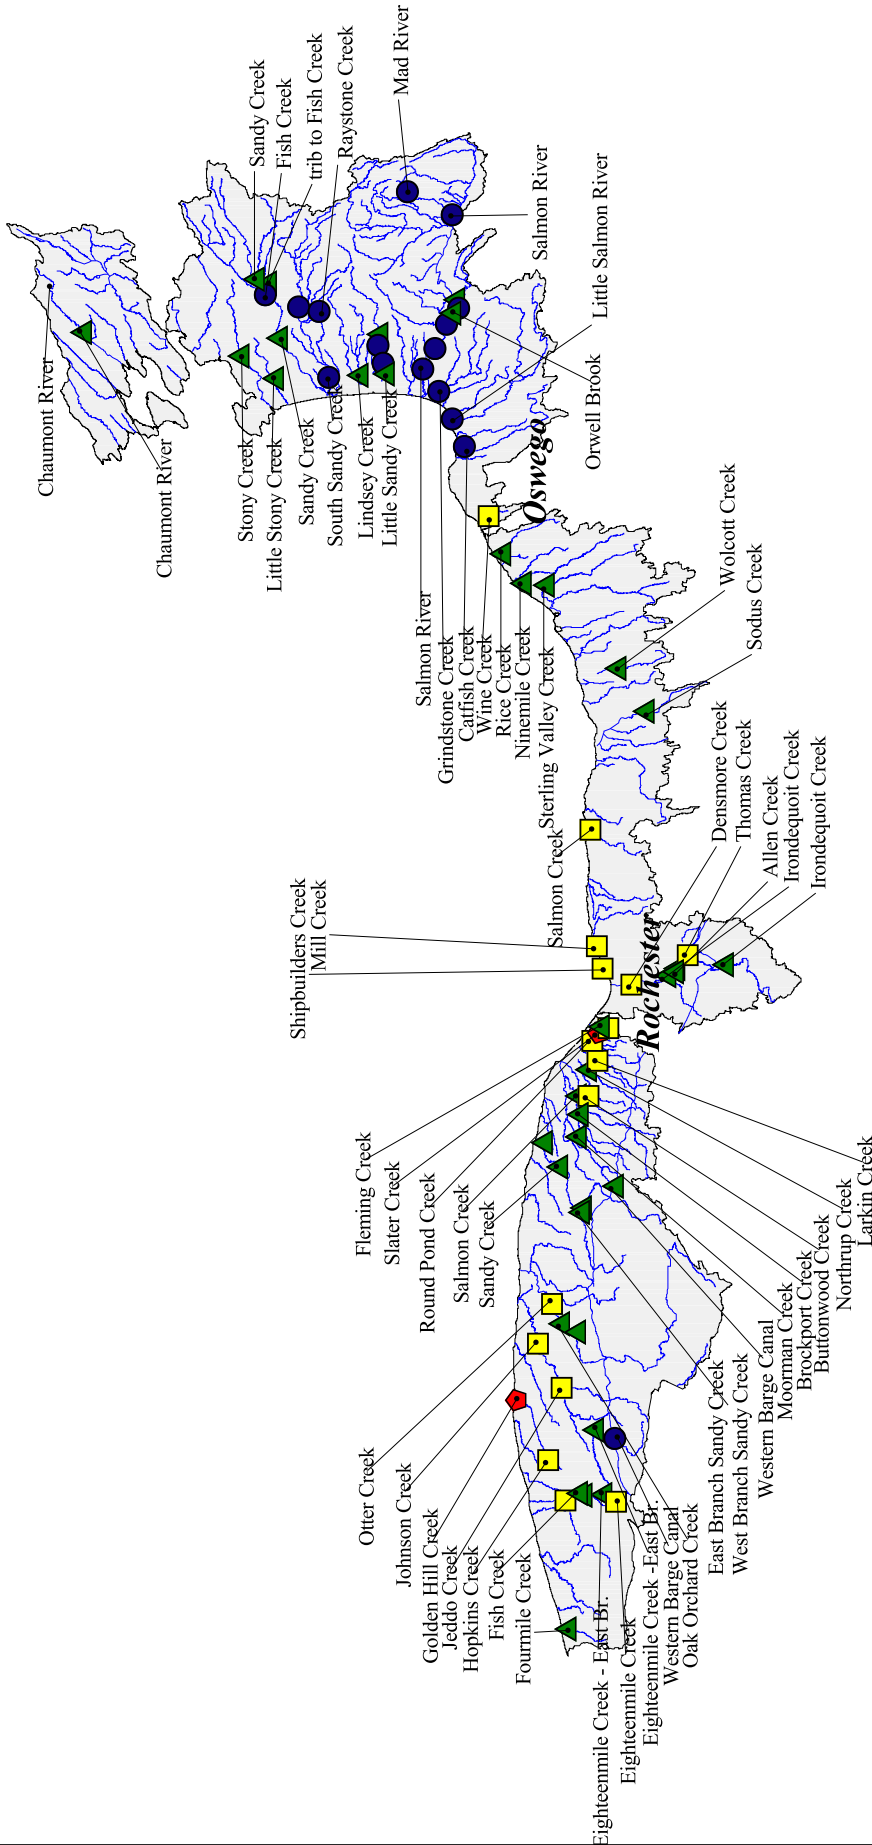 Chaumont River
Chaumont River
Sandy Creek
Fish Creek
trib to Fish Creek
Raystone Creek
Mad River
Salmon River
Little Salmon River
Orwell Brook
Stony Creek
Little Stony Creek
Sandy Creek
South Sandy Creek
Lindsey Creek
Little Sandy Creek
Salmon River
Grindstone Creek
Catfish Creek
Wine Creek
Rice Creek
Ninemile Creek
Sterling Valley Creek
Oswego
Wolcott Creek
Sodus Creek
Salmon Creek
Densmore Creek
Thomas Creek
Allen Creek
Irondequoit Creek
Irondequoit Creek
Shipbuilders Creek
Mill Creek
Rochester
Fleming Creek
Slater Creek
Round Pond Creek
Salmon Creek
Sandy Creek
Larkin Creek
Northrup Creek
Buttonwood Creek
Brockport Creek
Moorman Creek
Western Barge Canal
West Branch Sandy Creek
East Branch Sandy Creek
Otter Creek
Johnson Creek
Golden Hill Creek
Jeddo Creek
Hopkins Creek
Fish Creek
Fourmile Creek
Eighteenmile Creek - East Br.
Eighteenmile Creek
Eighteenmile Creek -East Br.
Western Barge Canal
Oak Orchard Creek